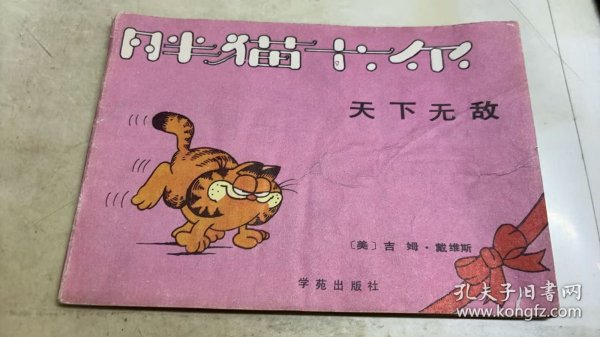 胖猫卡尔
天下无敌
〔美〕吉姆·戴维斯
学苑出版社
孔夫子旧书网
www.kongfz.com